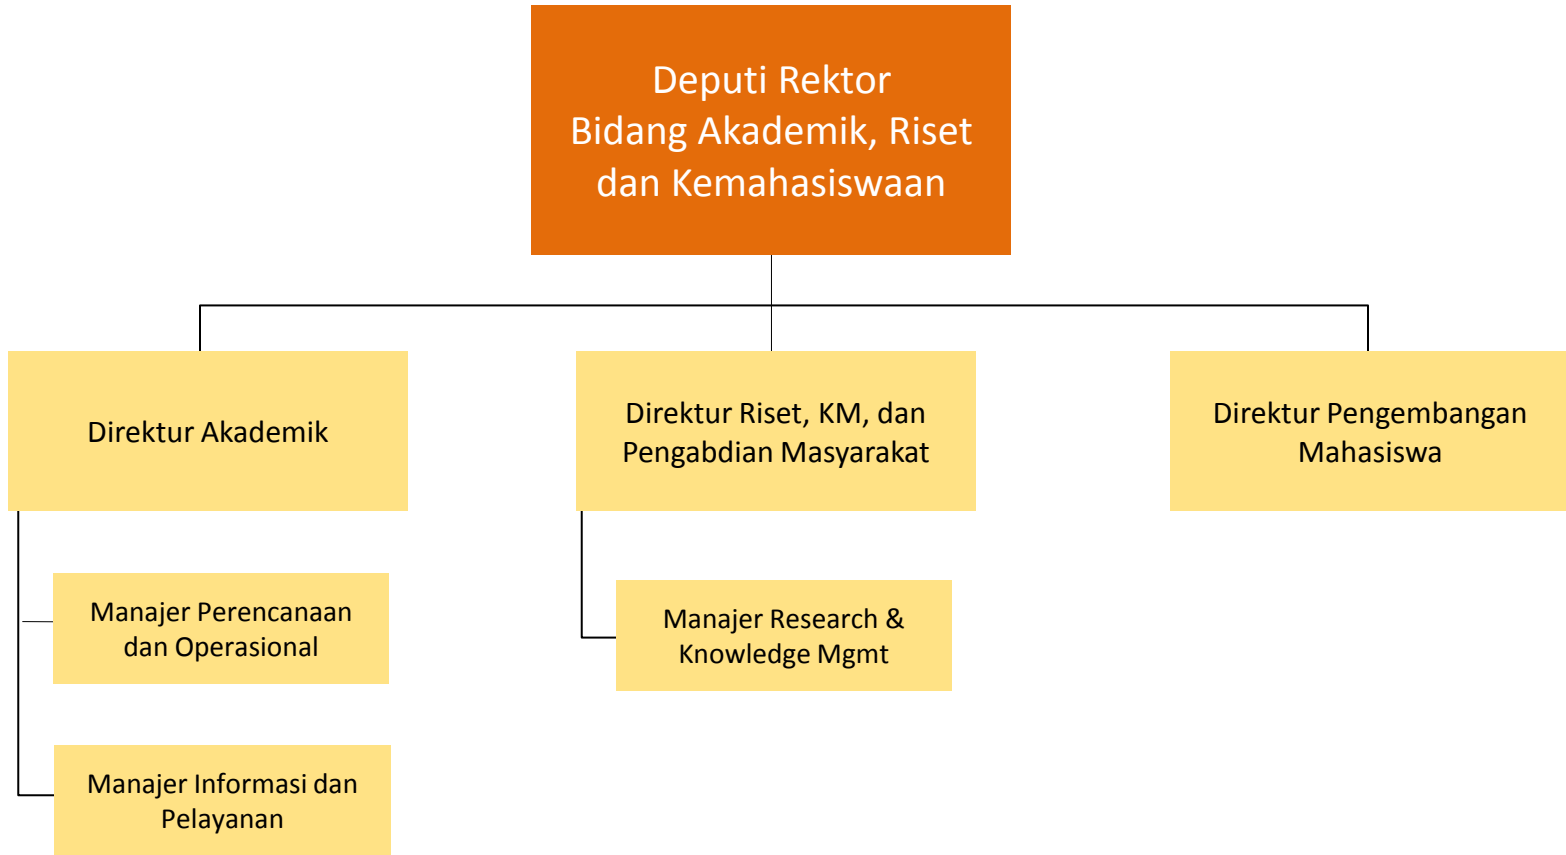 Deputi Rektor
Bidang Akademik, Riset
dan Kemahasiswaan
Direktur Akademik
Direktur Riset, KM, dan
Pengabdian Masyarakat
Direktur Pengembangan
Mahasiswa
Manajer Perencanaan
dan Operasional
Manajer Research &
Knowledge Mgmt
Manajer Informasi dan
Pelayanan